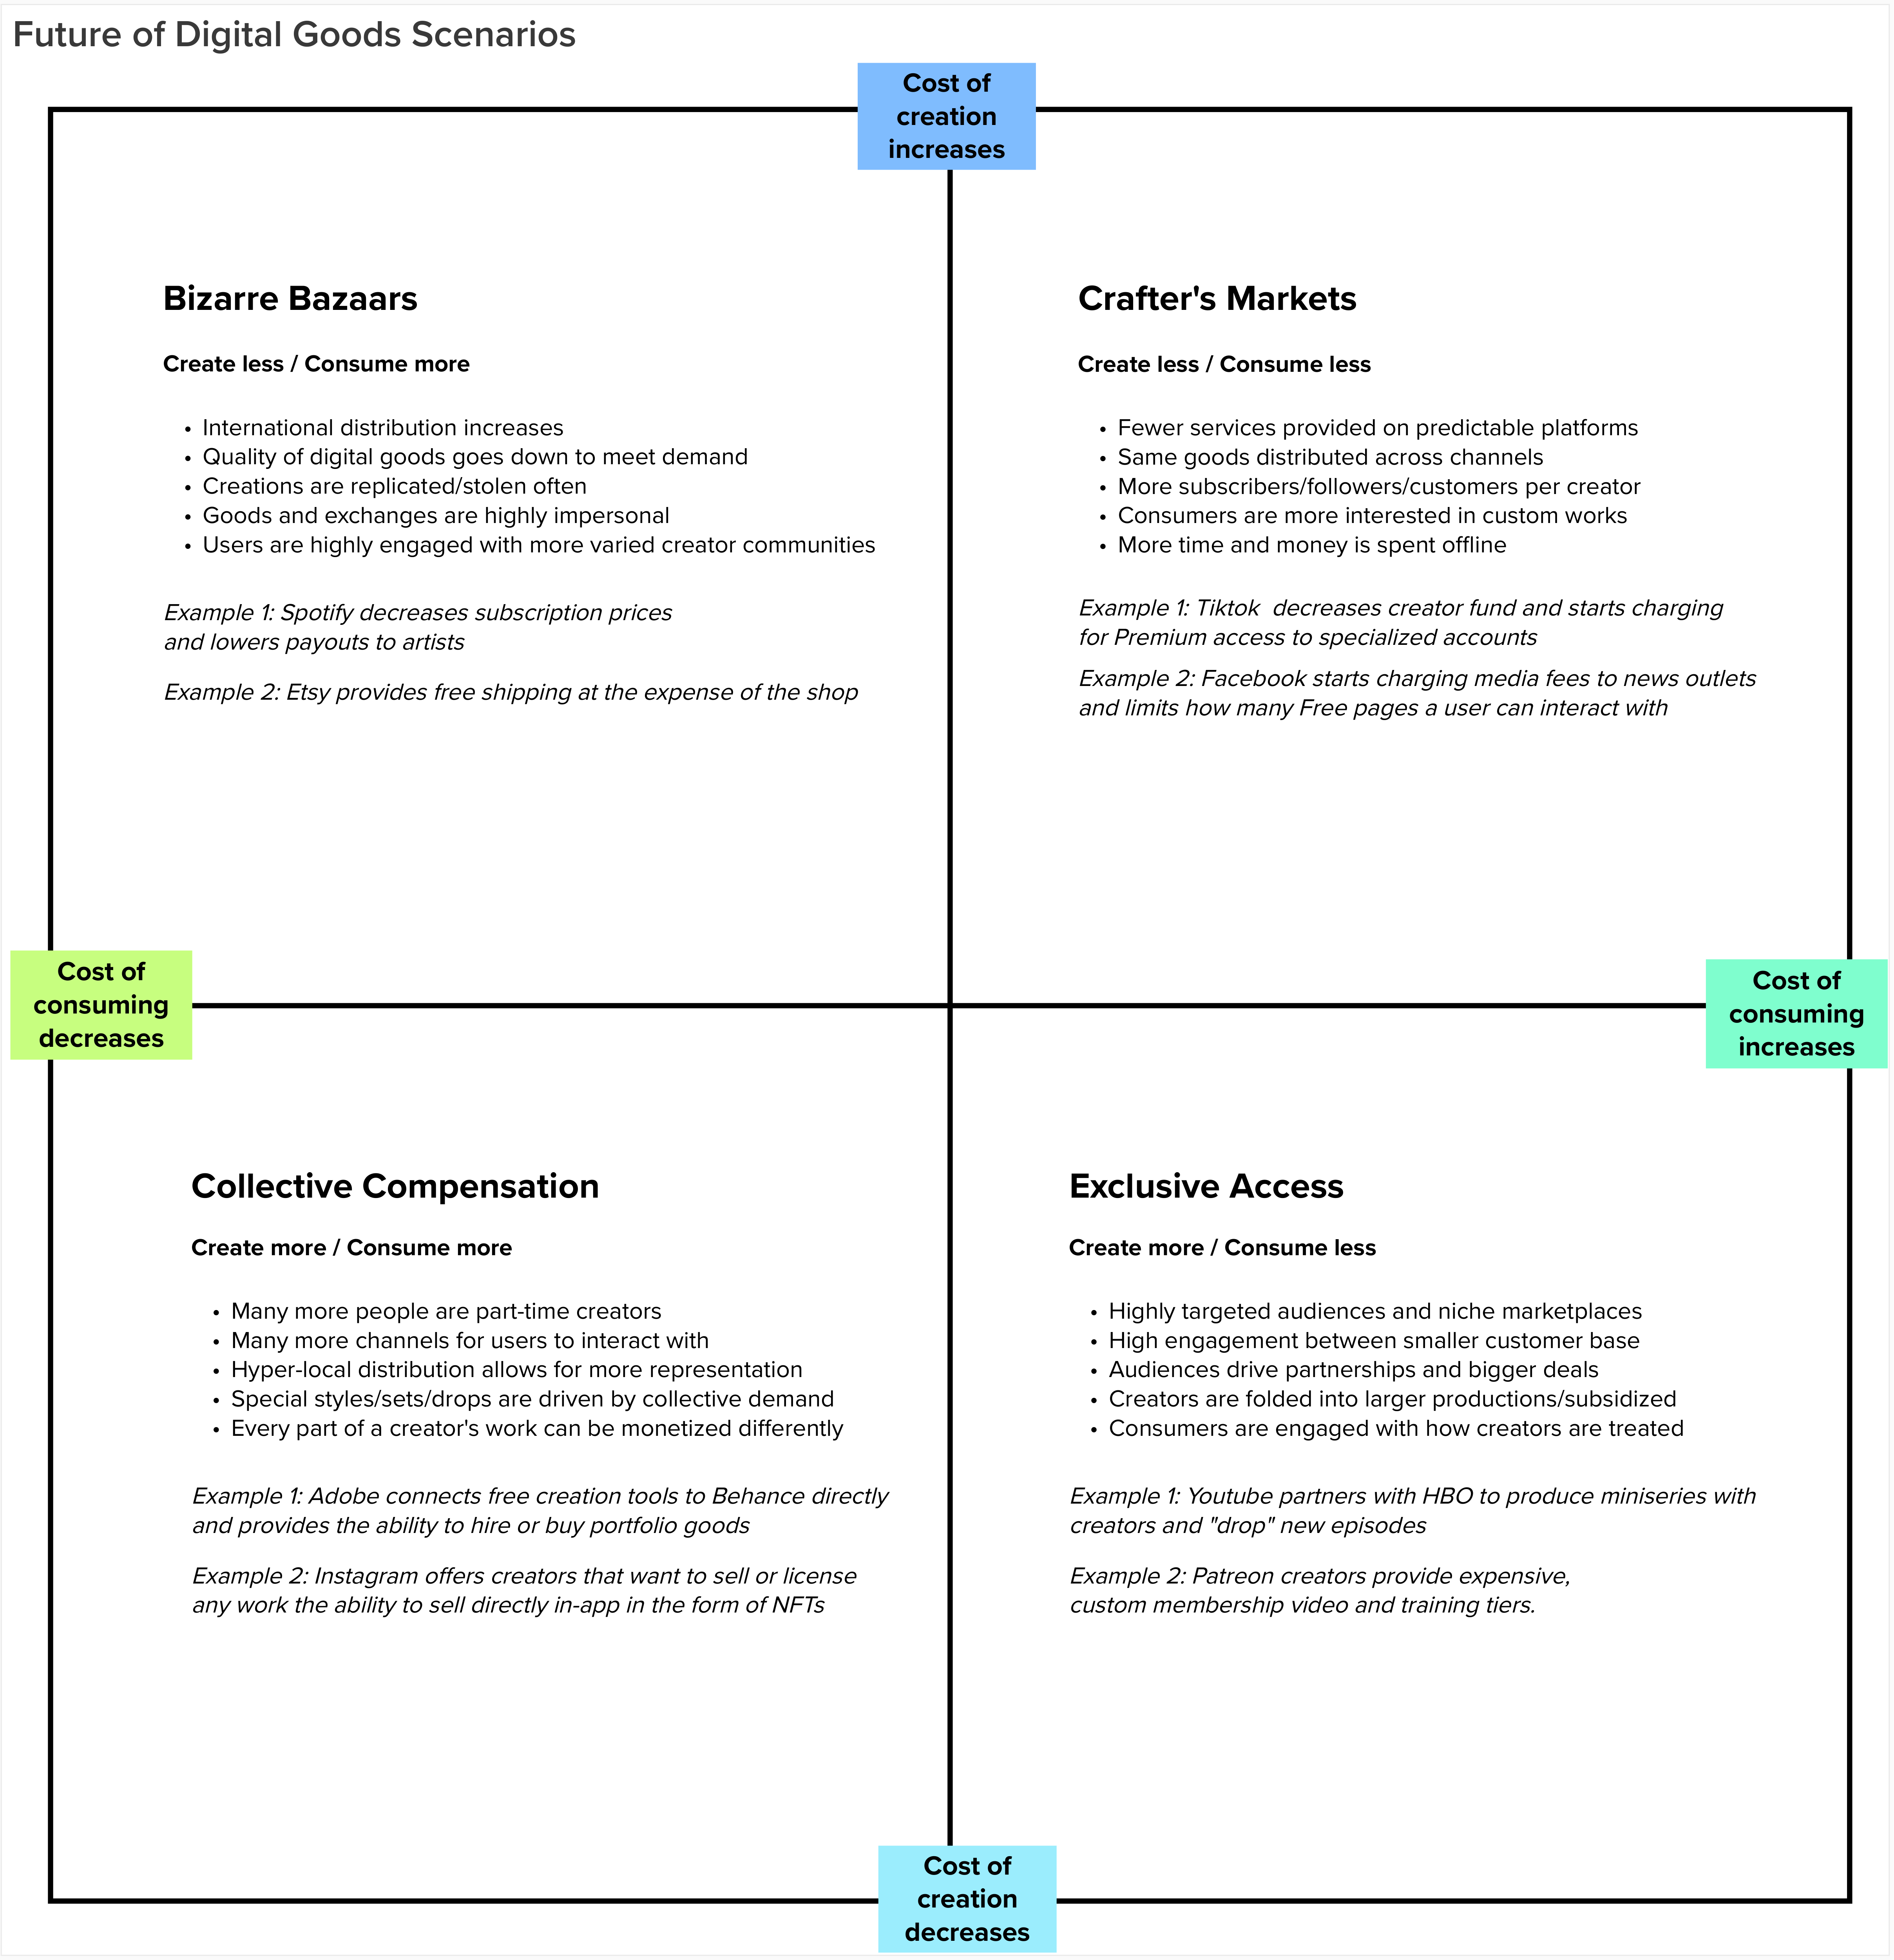 Future of Digital Goods Scenarios
Cost of
creation
increases
Bizarre Bazaars
Create less / Consume more
• International distribution increases
• Quality of digital goods goes down to meet demand
• Creations are replicated/stolen often
• Goods and exchanges are highly impersonal
• Users are highly engaged with more varied creator communities
Example 1: Spotify decreases subscription prices
and lowers payouts to artists
Example 2: Etsy provides free shipping at the expense of the shop
Crafter's Markets
Create less / Consume less
• Fewer services provided on predictable platforms
• Same goods distributed across channels
• More subscribers/followers/customers per creator
• Consumers are more interested in custom works
• More time and money is spent offline
Example 1: Tiktok  decreases creator fund and starts charging
for Premium access to specialized accounts
Example 2: Facebook starts charging media fees to news outlets
and limits how many Free pages a user can interact with
Cost of
consuming
decreases
Cost of
consuming
increases
Collective Compensation
Create more / Consume more
• Many more people are part-time creators
• Many more channels for users to interact with
• Hyper-local distribution allows for more representation
• Special styles/sets/drops are driven by collective demand
• Every part of a creator's work can be monetized differently
Example 1: Adobe connects free creation tools to Behance directly
and provides the ability to hire or buy portfolio goods
Example 2: Instagram offers creators that want to sell or license
any work the ability to sell directly in-app in the form of NFTs
Exclusive Access
Create more / Consume less
• Highly targeted audiences and niche marketplaces
• High engagement between smaller customer base
• Audiences drive partnerships and bigger deals
• Creators are folded into larger productions/subsidized
• Consumers are engaged with how creators are treated
Example 1: Youtube partners with HBO to produce miniseries with
creators and "drop" new episodes
Example 2: Patreon creators provide expensive,
custom membership video and training tiers.
Cost of
creation
decreases